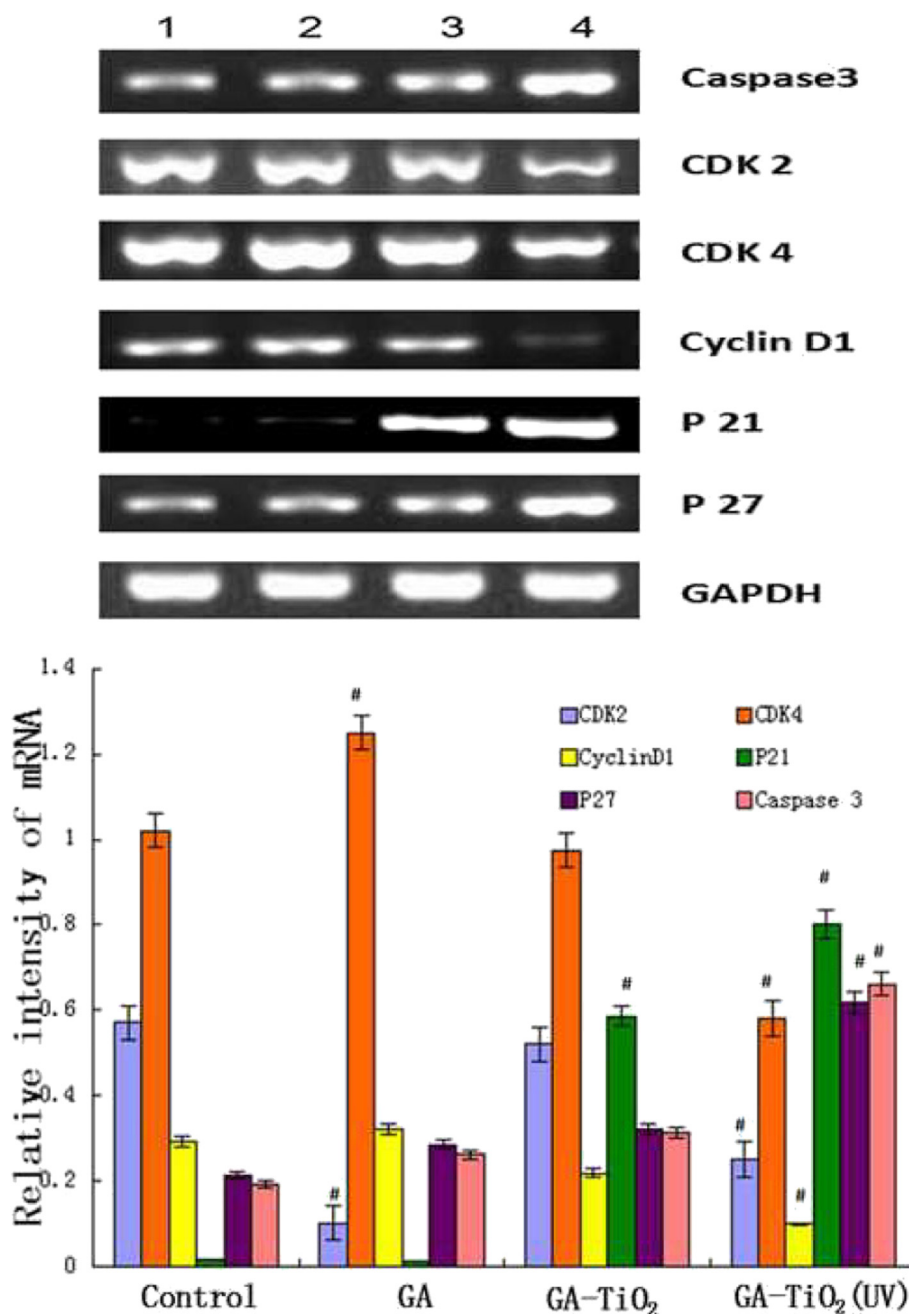 1 2 3 4
Caspase3
CDK 2
CDK 4
Cyclin D1
P 21
P 27
GAPDH
Relative intensity of mRNA
1.4
1.2
1
0.8
0.6
0.4
0.2
0
#
#
#
#
#
#
#
#
#
CDK2 CDK4
CyclinD1 P21
P27 Caspase 3
Control GA GA-TiO₂ GA-TiO₂(UV)